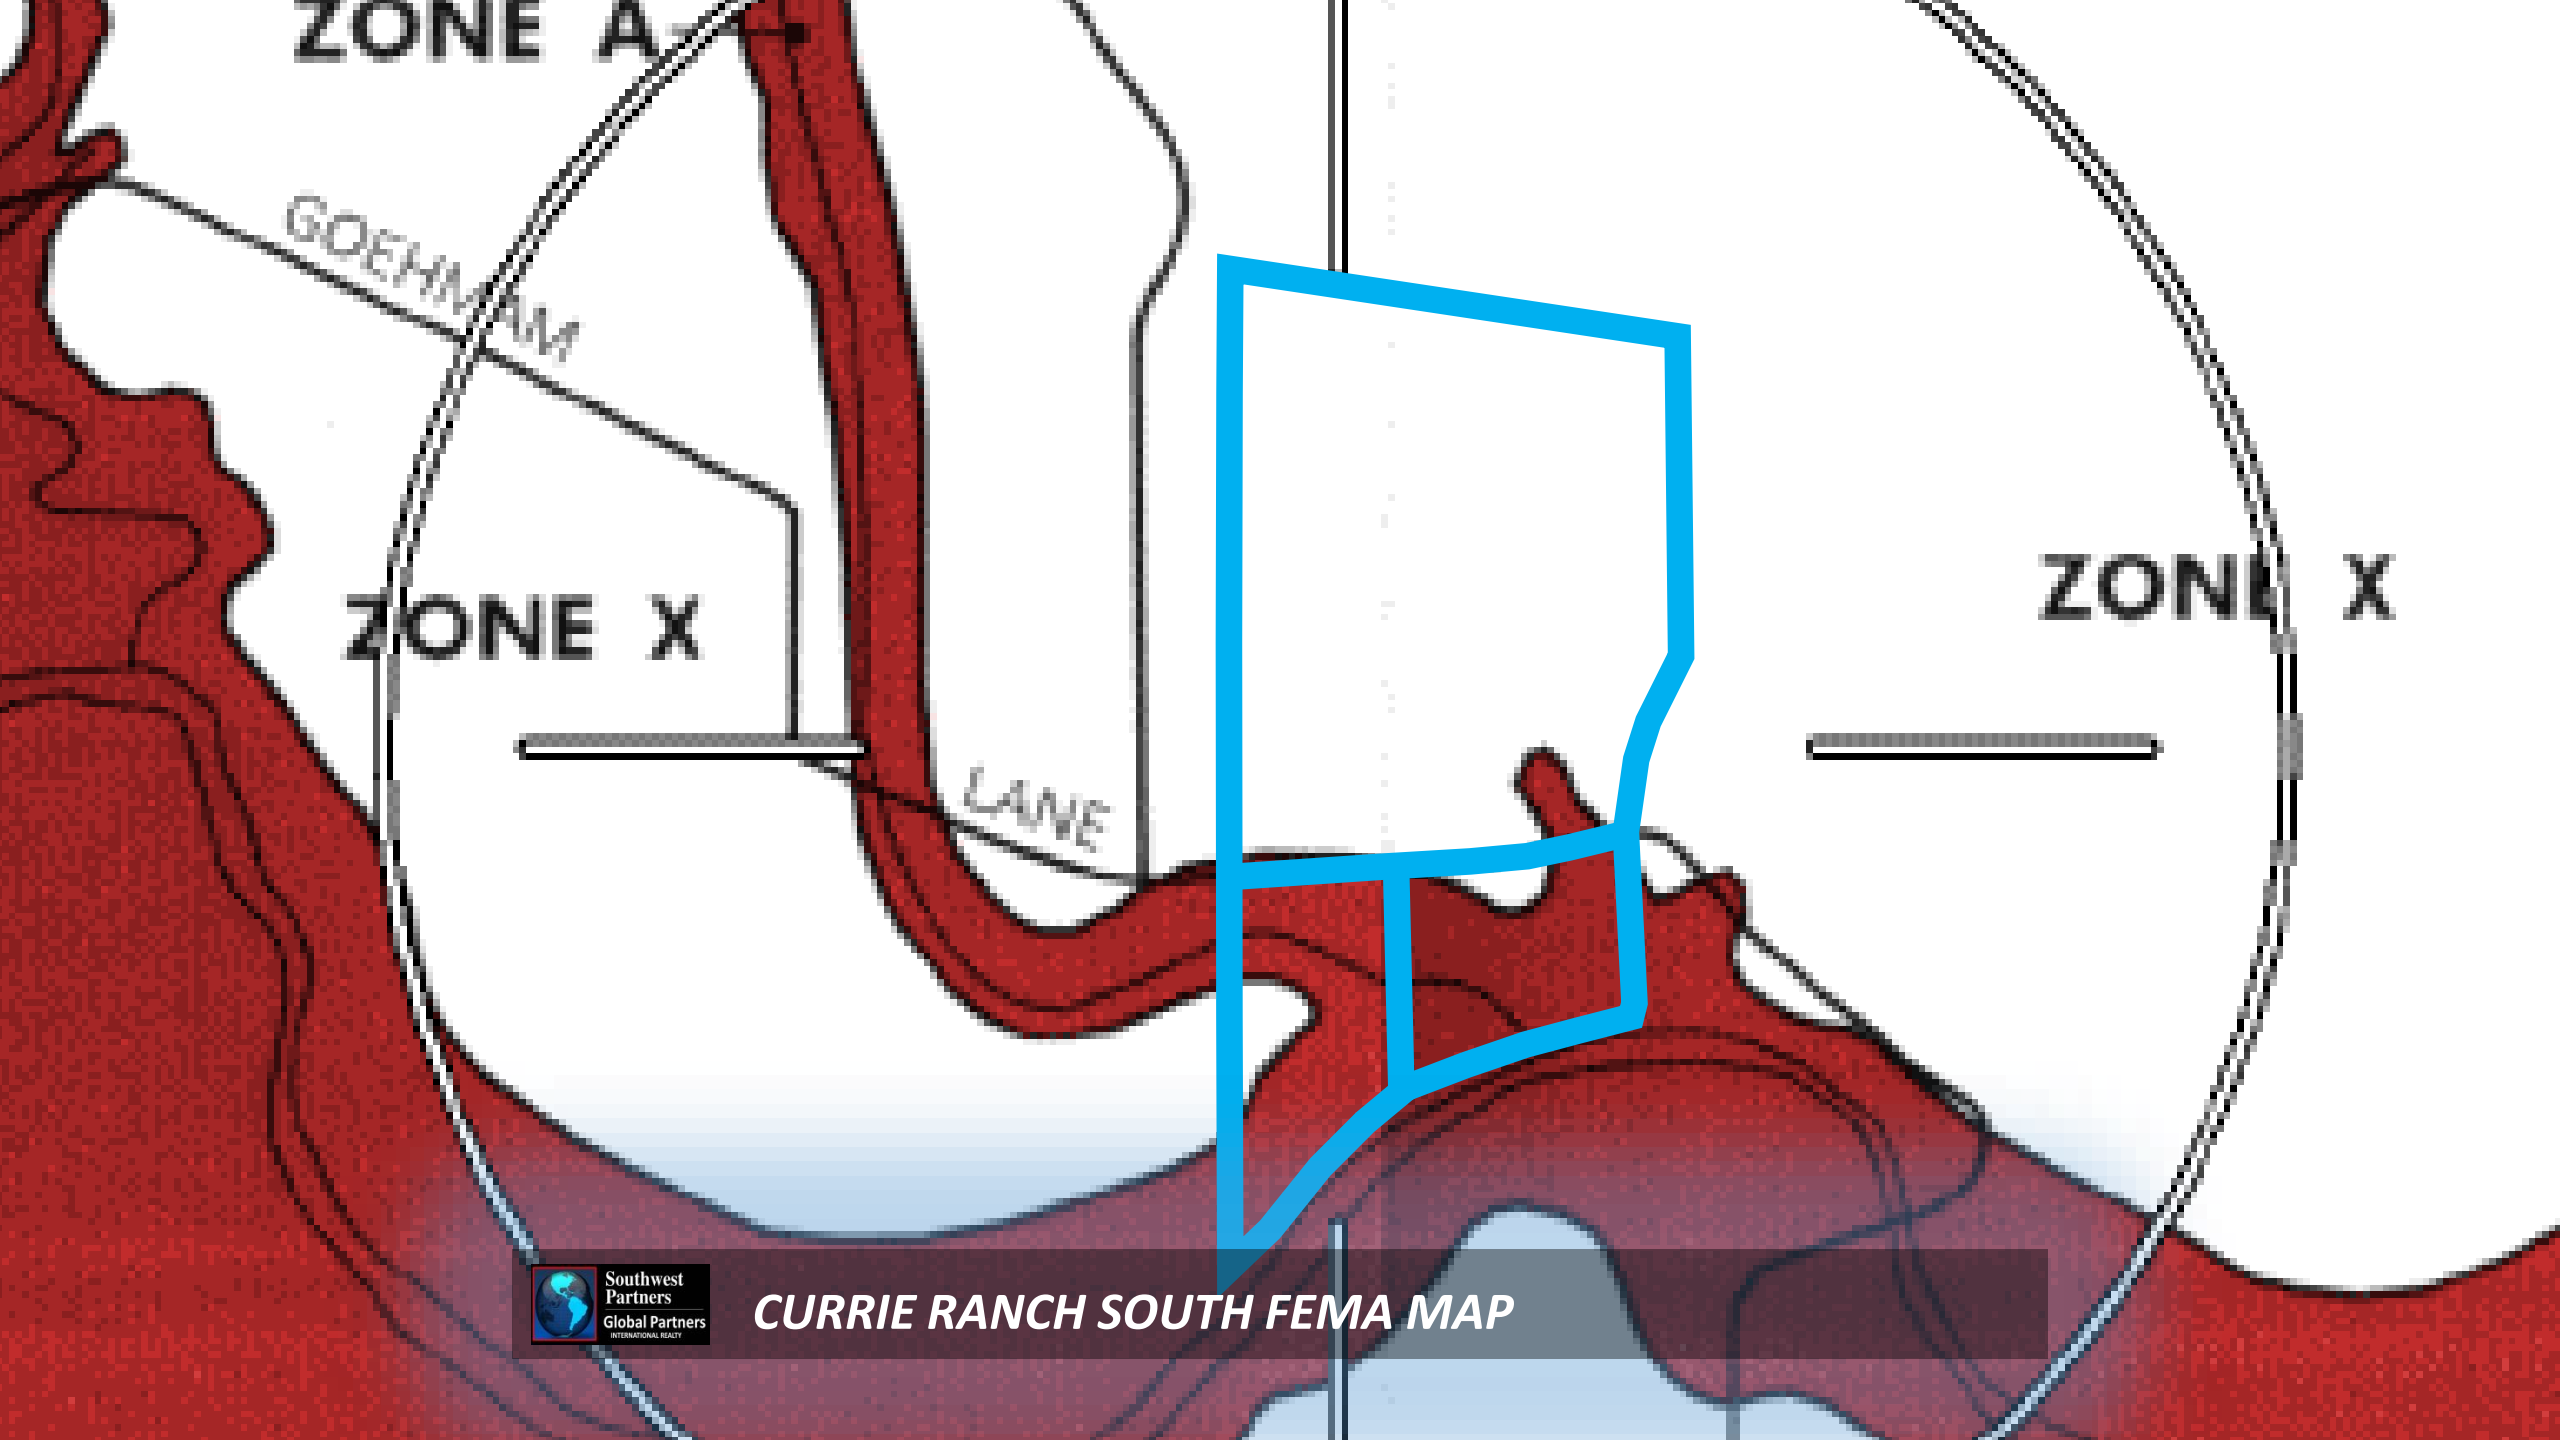 ZONE A
GOEHMAM
ZONE X
ZONE X
LANE
Southwest
Partners
Global Partners
INTERNATIONAL REALTY
CURRIE RANCH SOUTH FEMA MAP